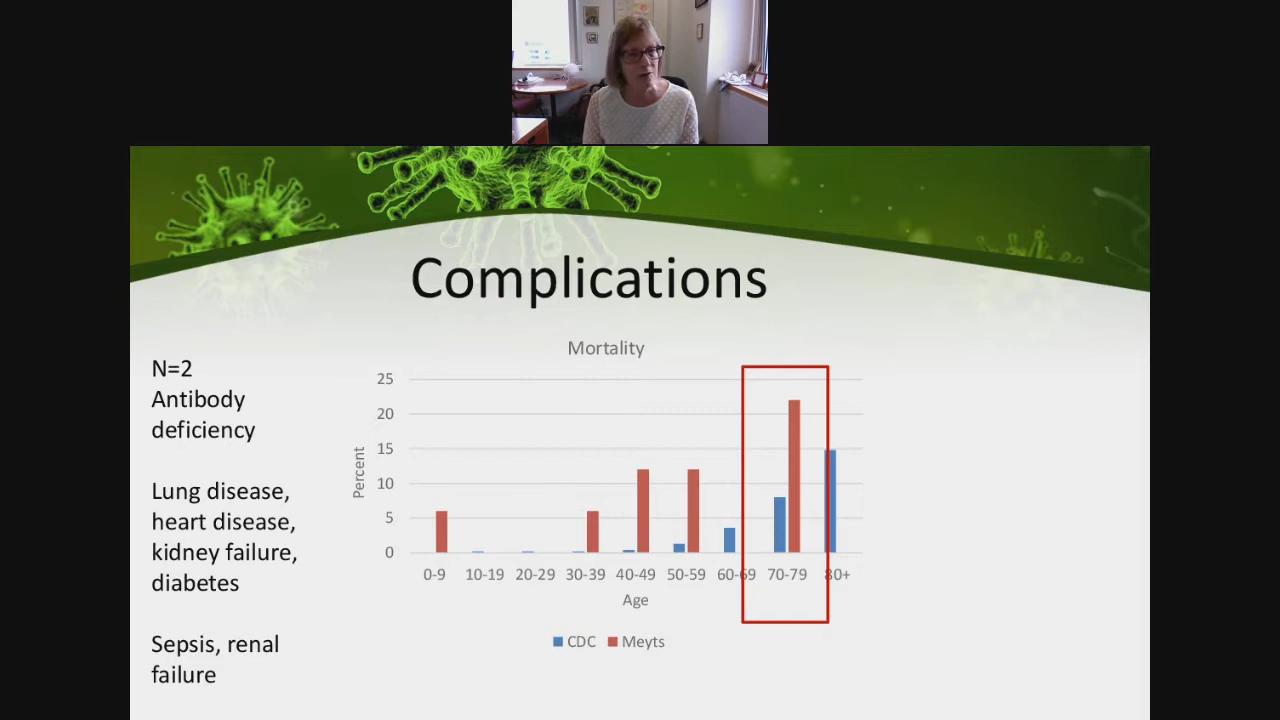 Complications
N=2
Antibody
deficiency
Lung disease,
heart disease,
kidney failure,
diabetes
Sepsis, renal
failure
Mortality
25
20
15
10
5
0
Percent
0-9 10-19 20-29 30-39 40-49 50-59 60-69 70-79 80+
Age
CDC Meyts